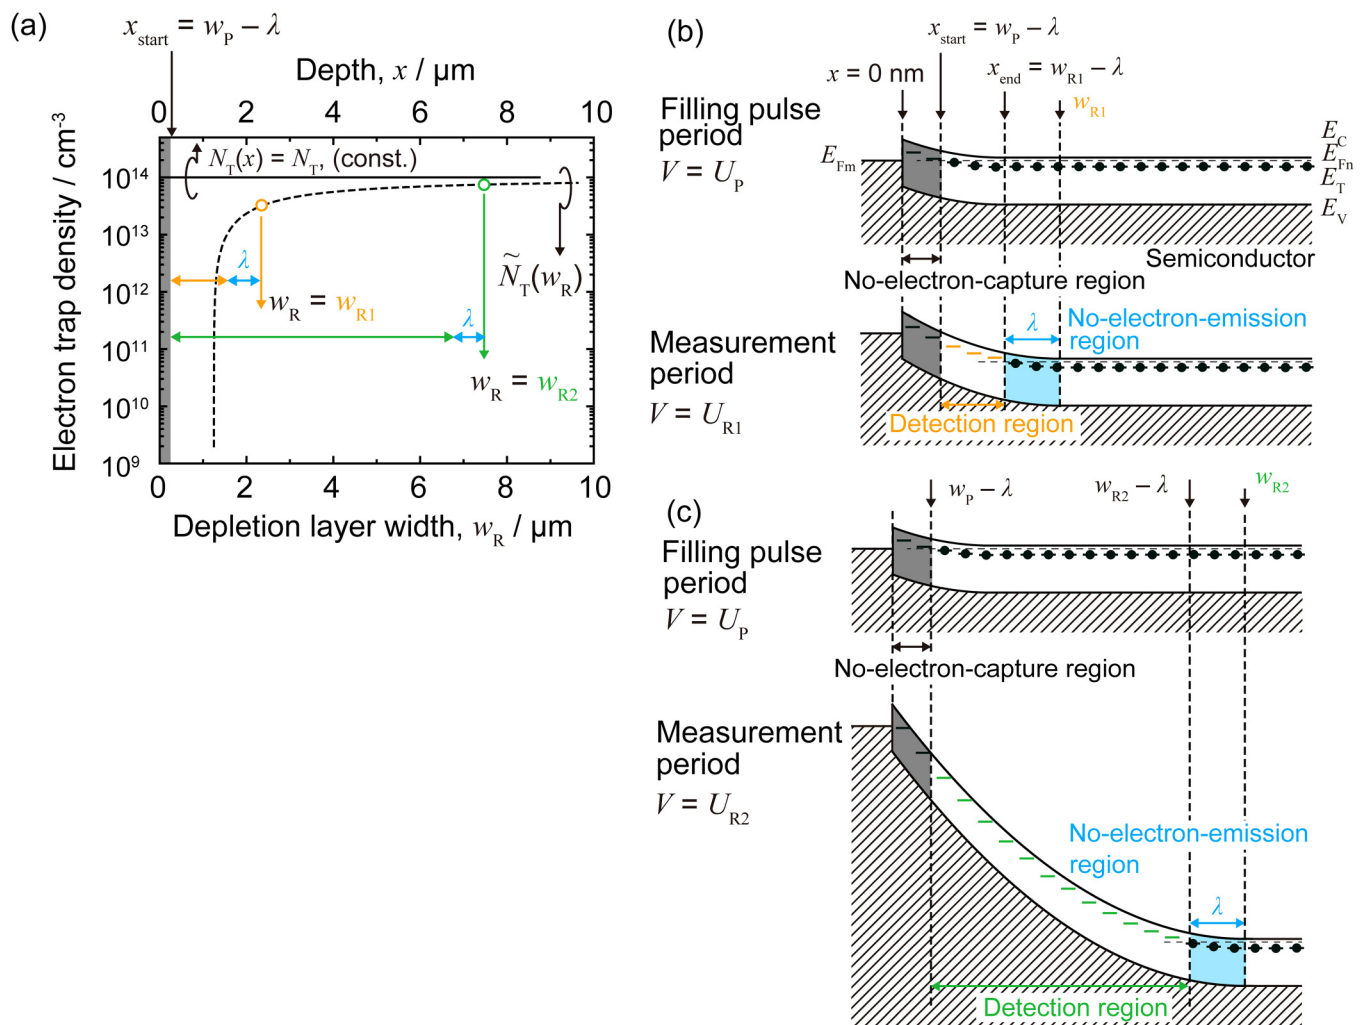 (a)
x_start = w_P − λ
Depth, x / μm
0 2 4 6 8 10
N_T(x) = N_T, (const.)
10^14
10^13
10^12
10^11
10^10
10^9
Electron trap density / cm^-3
λ
w_R = w_R1
Ñ_T(w_R)
λ
w_R = w_R2
0 2 4 6 8 10
Depletion layer width, w_R / μm
(b)
x_start = w_P − λ
x = 0 nm
x_end = w_R1 − λ
w_R1
Filling pulse
period
V = U_P
E_Fm
E_C
E_Fn
E_T
E_V
Semiconductor
No-electron-capture region
Measurement
period
V = U_R1
λ
No-electron-emission
region
Detection region
(c)
w_P − λ
w_R2 − λ
w_R2
Filling pulse
period
V = U_P
No-electron-capture region
Measurement
period
V = U_R2
No-electron-emission
region
λ
Detection region